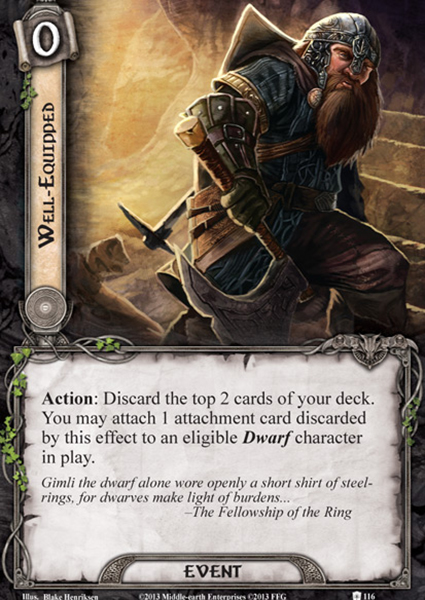 0
Well-Equipped
Action: Discard the top 2 cards of your deck.
You may attach 1 attachment card discarded
by this effect to an eligible Dwarf character
in play.
Gimli the dwarf alone wore openly a short shirt of steel-
rings, for dwarves make light of burdens...
–The Fellowship of the Ring
EVENT
Illus. Blake Henriksen ©2013 Middle-earth Enterprises ©2013 FFG 116